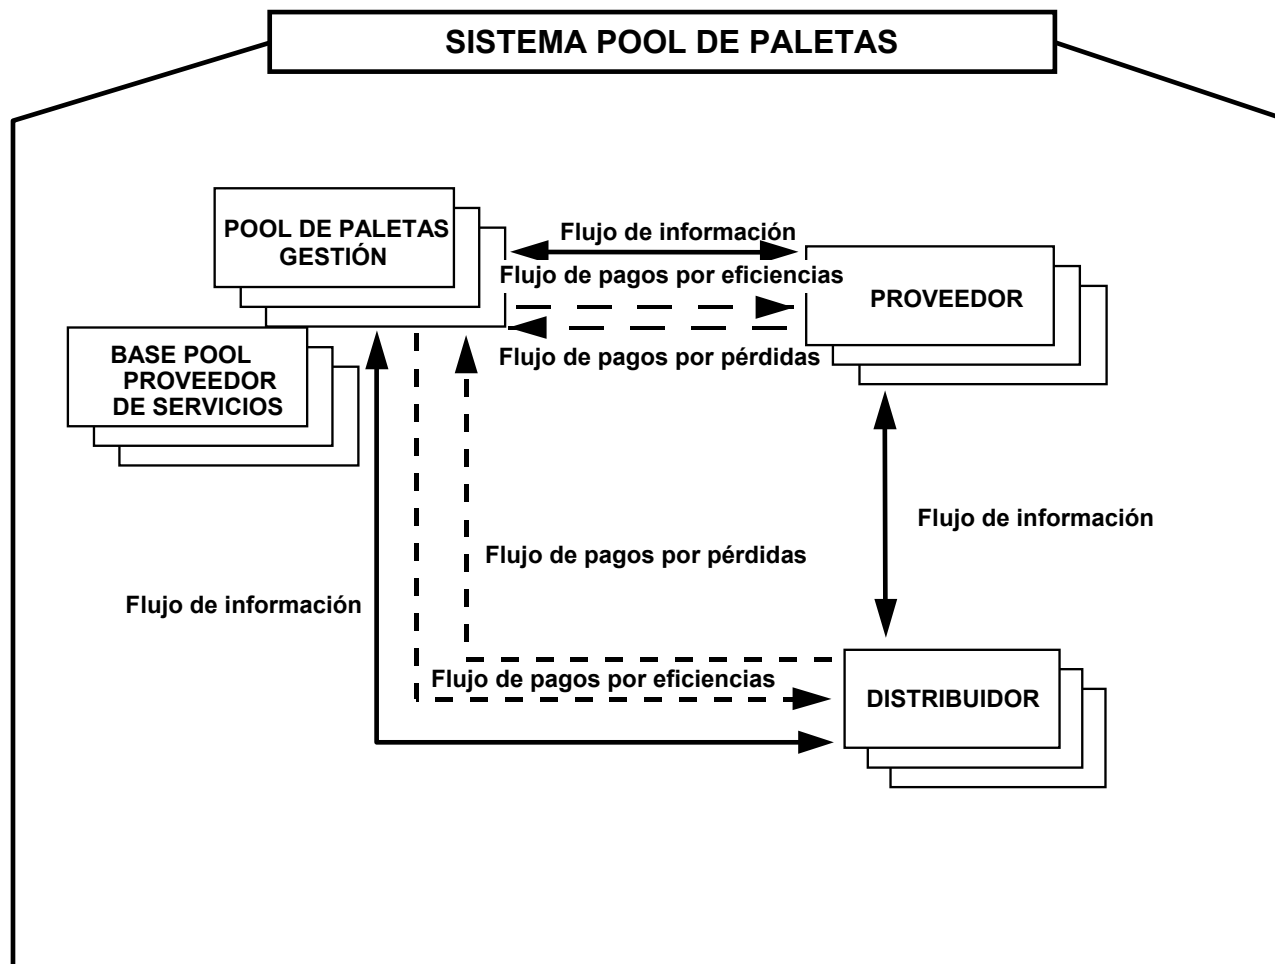 SISTEMA POOL DE PALETAS
POOL DE PALETAS
GESTIÓN
Flujo de información
Flujo de pagos por eficiencias
PROVEEDOR
Flujo de pagos por pérdidas
BASE POOL
PROVEEDOR
DE SERVICIOS
Flujo de información
Flujo de pagos por pérdidas
Flujo de información
Flujo de pagos por eficiencias
DISTRIBUIDOR